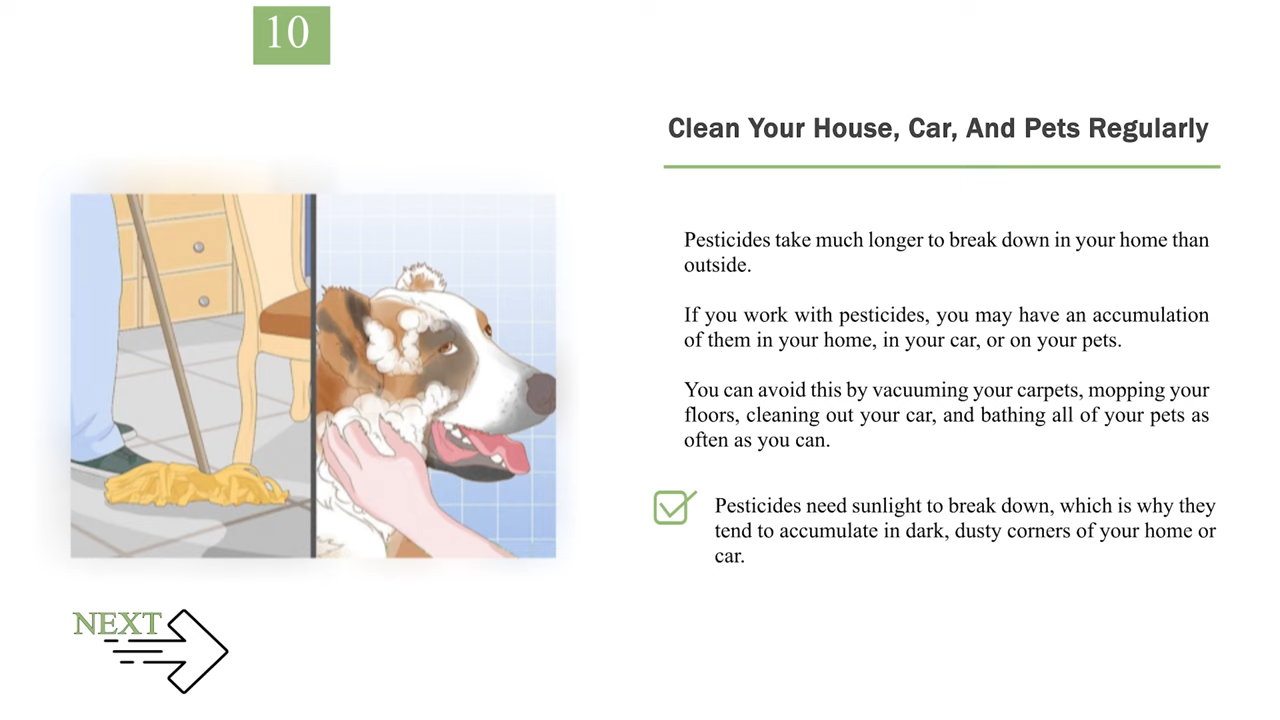 10
Clean Your House, Car, And Pets Regularly
Pesticides take much longer to break down in your home than
outside.
If you work with pesticides, you may have an accumulation
of them in your home, in your car, or on your pets.
You can avoid this by vacuuming your carpets, mopping your
floors, cleaning out your car, and bathing all of your pets as
often as you can.
Pesticides need sunlight to break down, which is why they
tend to accumulate in dark, dusty corners of your home or
car.
NEXT